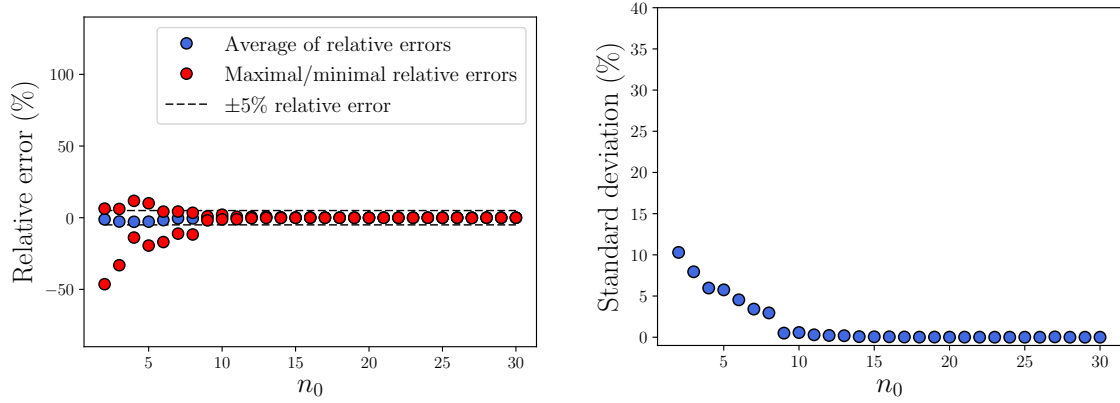 Relative error (%)
100
50
0
−50
Average of relative errors
Maximal/minimal relative errors
±5% relative error
5 10 15 20 25 30
n₀
Standard deviation (%)
40
35
30
25
20
15
10
5
0
5 10 15 20 25 30
n₀